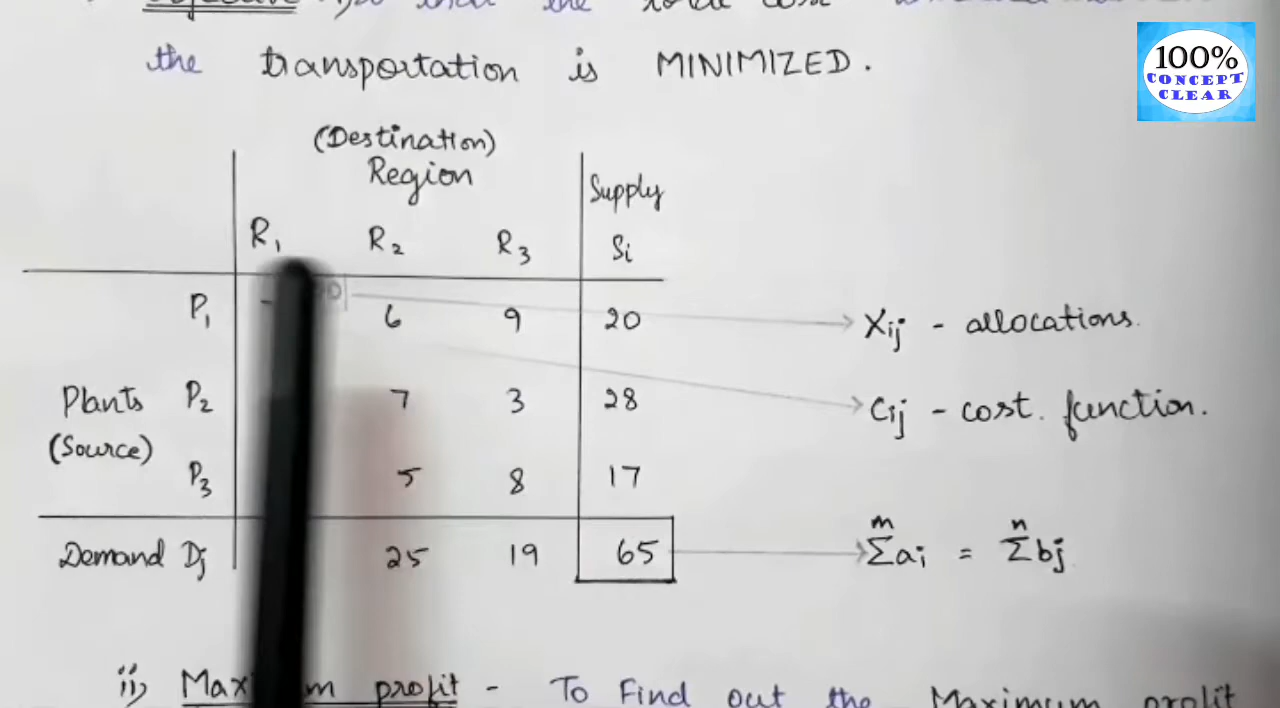 the transportation is MINIMIZED.
100%
CONCEPT
CLEAR
(Destination)
Region
Supply
R1 R2 R3 Si
P1 6 9 20
Xij - allocations.
Plants P2 7 3 28
Cij - cost. function.
(Source)
P3 5 8 17
Demand Dj 25 19 65
m n
Σai = Σbj
ii) profit - To Find out the Maximum profit